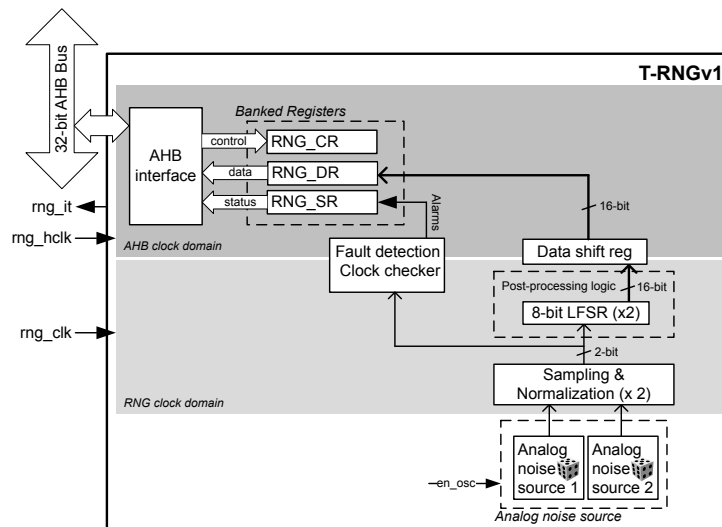 T-RNGv1
32-bit AHB Bus
Banked Registers
AHB
interface
control
RNG_CR
data
RNG_DR
status
RNG_SR
Alarms
rng_it
rng_hclk
AHB clock domain
16-bit
Fault detection
Clock checker
Data shift reg
Post-processing logic
16-bit
8-bit LFSR (x2)
rng_clk
2-bit
Sampling &
Normalization (x 2)
RNG clock domain
Analog
noise
source 1
Analog
noise
source 2
en_osc
Analog noise source